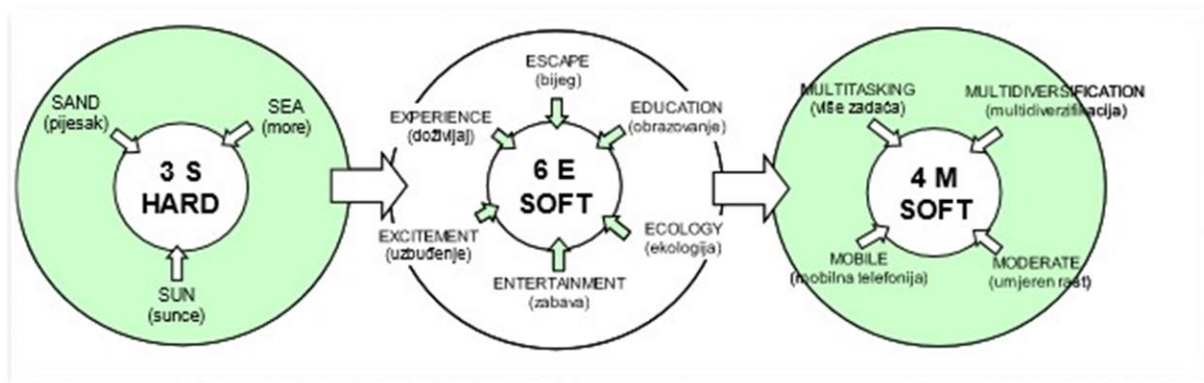 SAND
(pijesak)
SEA
(more)
3 S
HARD
SUN
(sunce)
ESCAPE
(bijeg)
EXPERIENCE
(doživljaj)
EDUCATION
(obrazovanje)
6 E
SOFT
EXCITEMENT
(uzbuđenje)
ECOLOGY
(ekologija)
ENTERTAINMENT
(zabava)
MULTITASKING
(više zadaća)
MULTIDIVERSIFICATION
(multidiverzifikacija)
4 M
SOFT
MOBILE
(mobilna telefonija)
MODERATE
(umjeren rast)